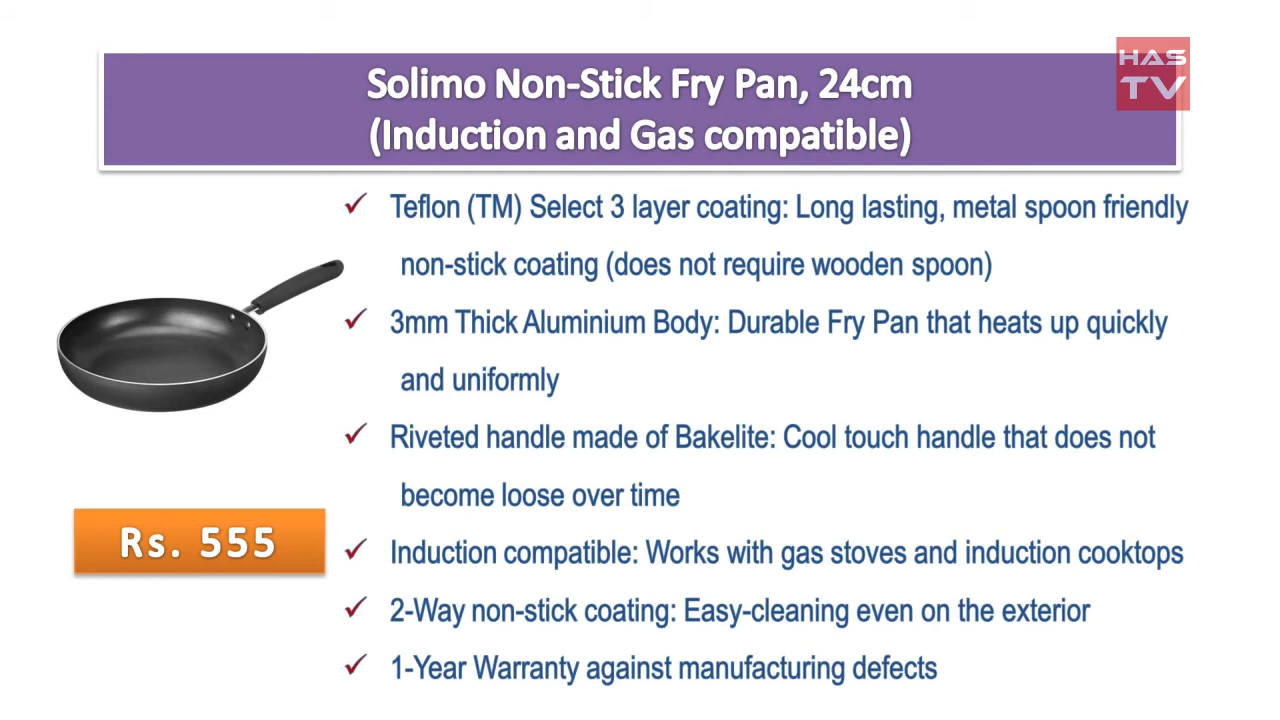 HAS
TV
Solimo Non-Stick Fry Pan, 24cm
(Induction and Gas compatible)
✓ Teflon (TM) Select 3 layer coating: Long lasting, metal spoon friendly
non-stick coating (does not require wooden spoon)
✓ 3mm Thick Aluminium Body: Durable Fry Pan that heats up quickly
and uniformly
✓ Riveted handle made of Bakelite: Cool touch handle that does not
become loose over time
Rs. 555
✓ Induction compatible: Works with gas stoves and induction cooktops
✓ 2-Way non-stick coating: Easy-cleaning even on the exterior
✓ 1-Year Warranty against manufacturing defects